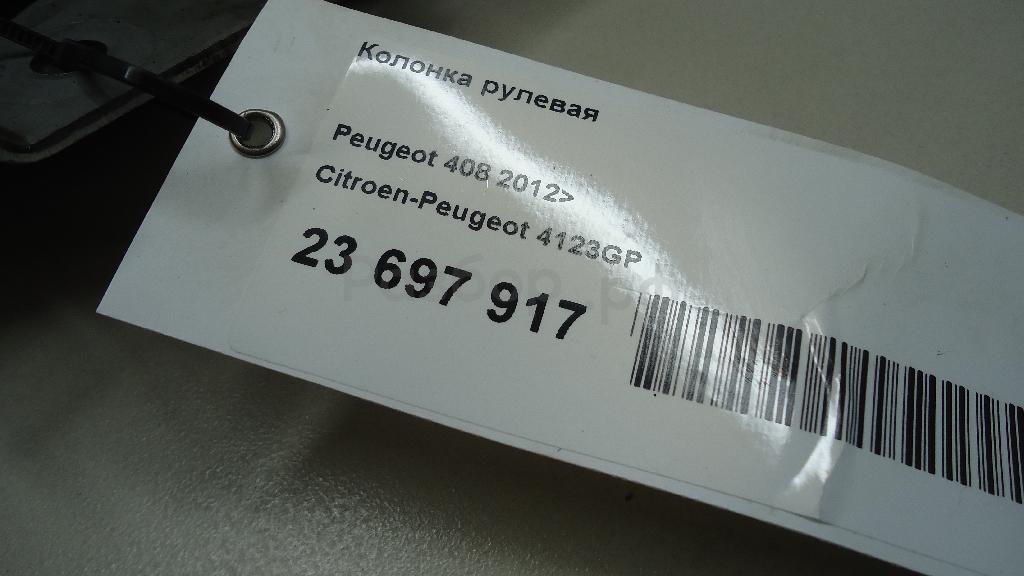 Колонка рулевая
Peugeot 408 2012>
Citroen-Peugeot 4123GP
23 697 917